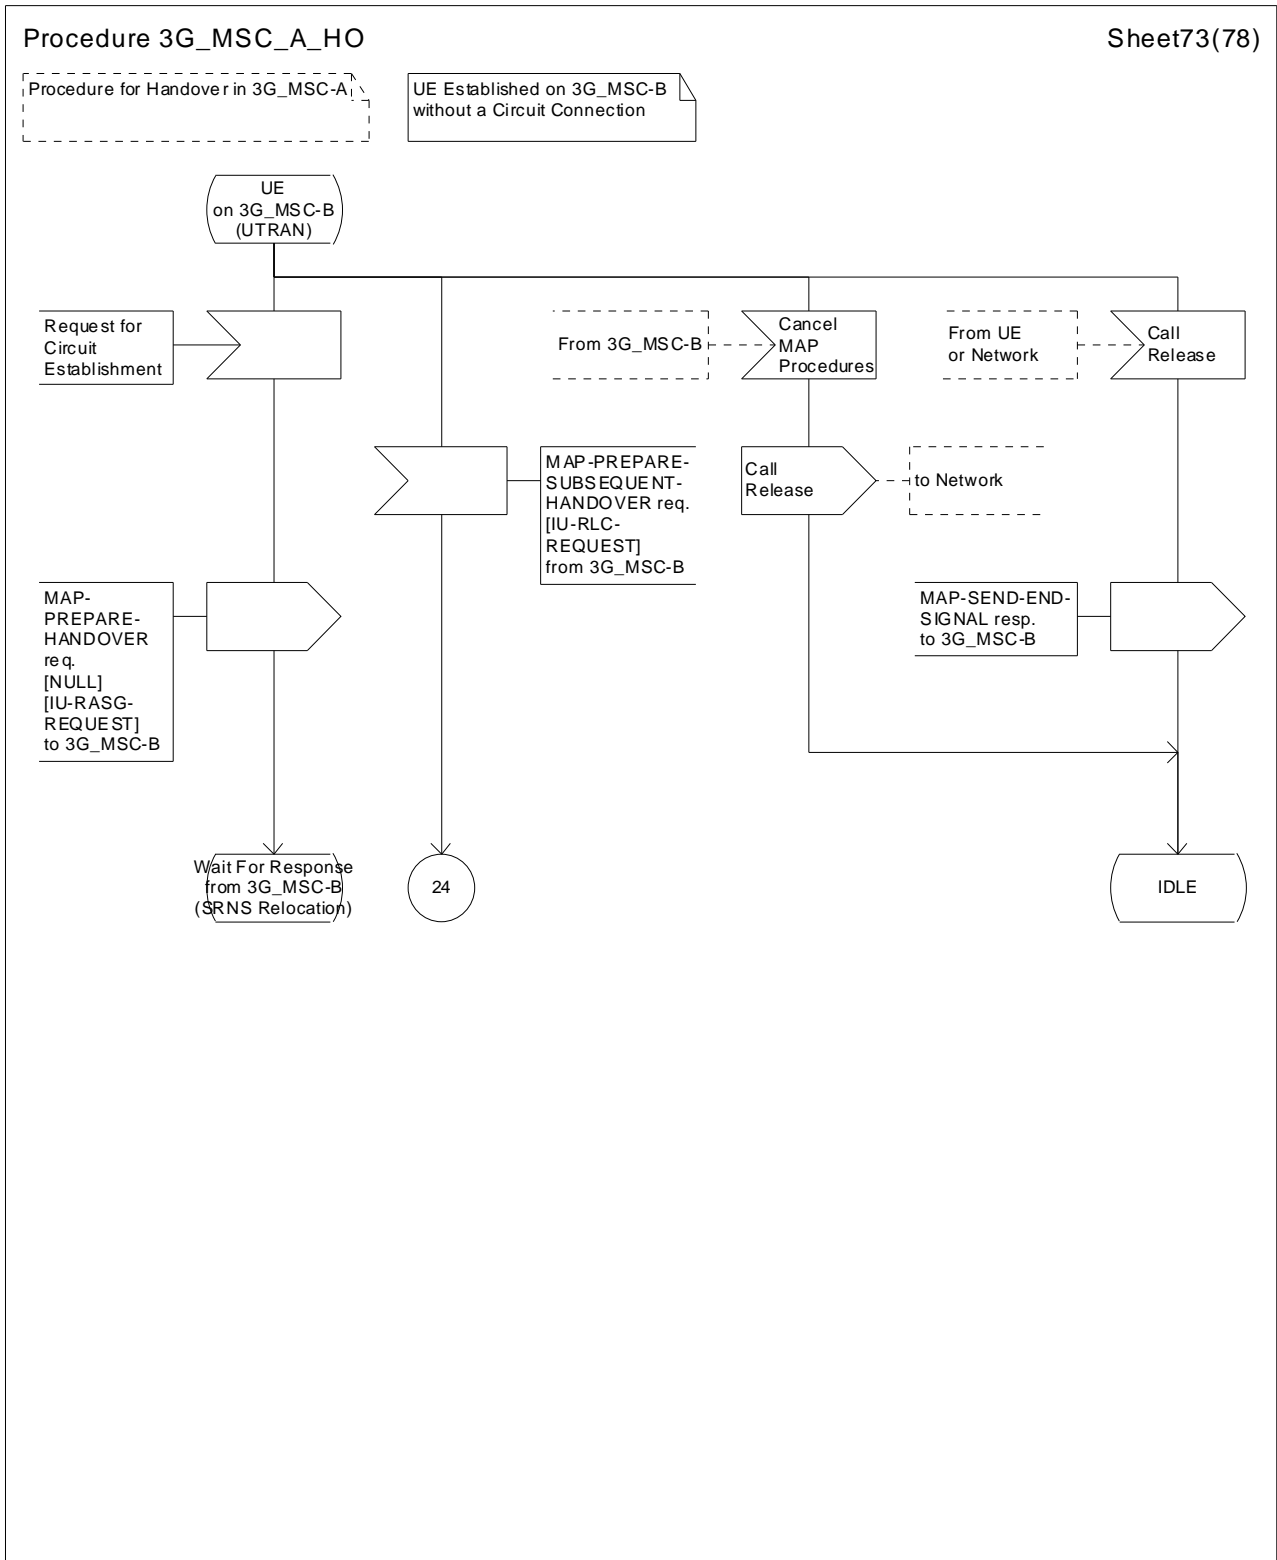 Procedure 3G_MSC_A_HO
Sheet73(78)
Procedure for Handover in 3G_MSC-A
UE Established on 3G_MSC-B
without a Circuit Connection
UE
on 3G_MSC-B
(UTRAN)
Request for
Circuit
Establishment
From 3G_MSC-B
Cancel
MAP
Procedures
From UE
or Network
Call
Release
MAP-PREPARE-
SUBSEQUENT-
HANDOVER req.
[IU-RLC-
REQUEST]
from 3G_MSC-B
Call
Release
to Network
MAP-
PREPARE-
HANDOVER
req.
[NULL]
[IU-RASG-
REQUEST]
to 3G_MSC-B
MAP-SEND-END-
SIGNAL resp.
to 3G_MSC-B
Wait For Response
from 3G_MSC-B
(SRNS Relocation)
24
IDLE